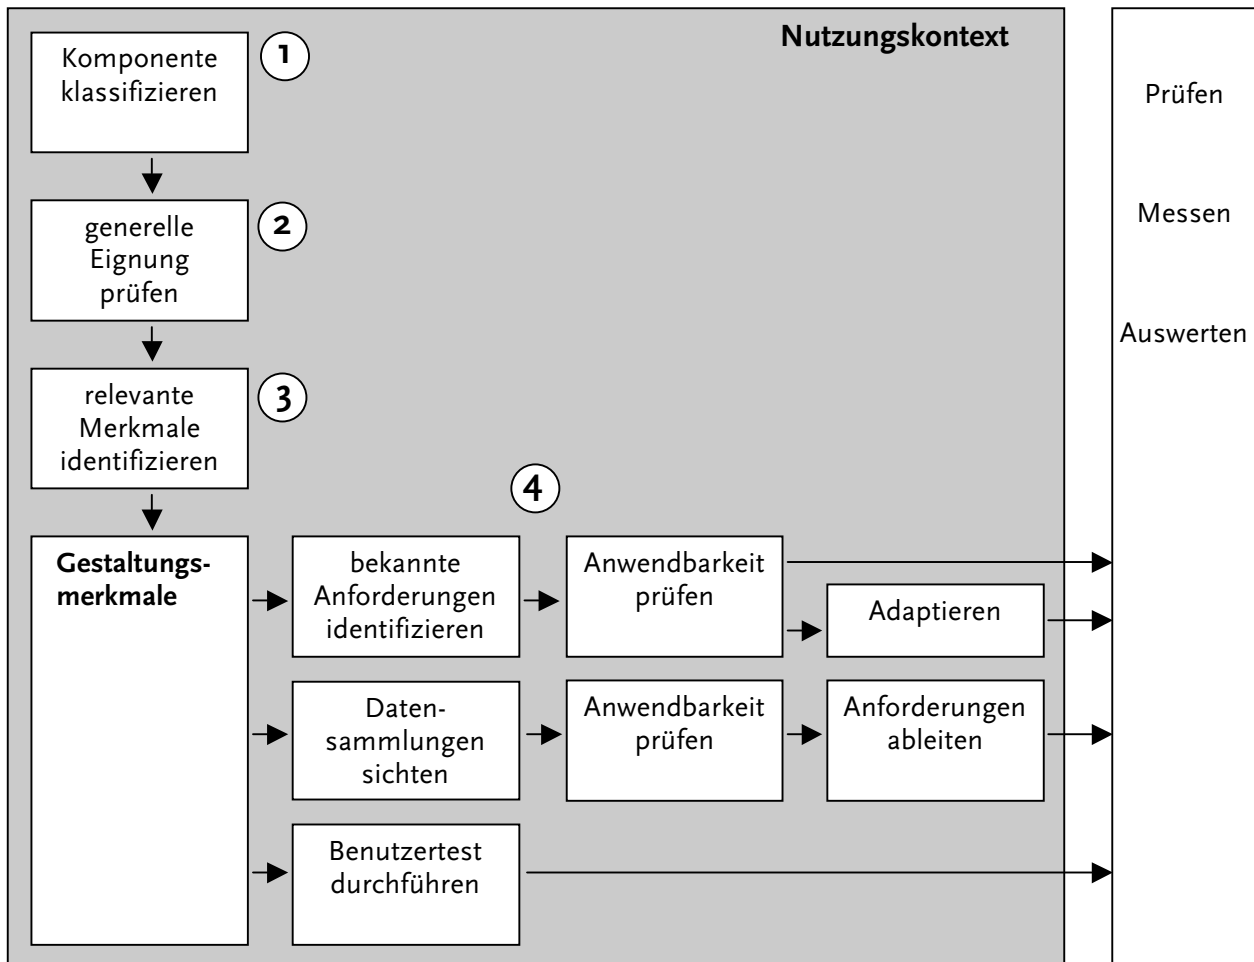 Nutzungskontext
Komponente
klassifizieren
1
generelle
Eignung
prüfen
2
relevante
Merkmale
identifizieren
3
4
Gestaltungs-
merkmale
bekannte
Anforderungen
identifizieren
Anwendbarkeit
prüfen
Adaptieren
Daten-
sammlungen
sichten
Anwendbarkeit
prüfen
Anforderungen
ableiten
Benutzertest
durchführen
Prüfen
Messen
Auswerten